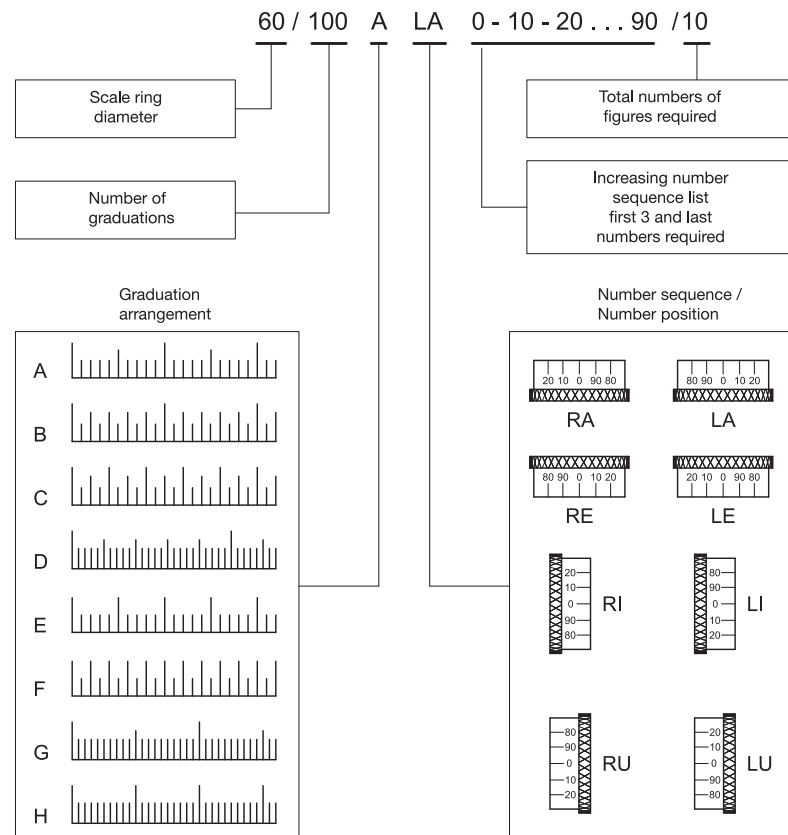 60 / 100 A LA 0 - 10 - 20 . . . 90 / 10
Scale ring
diameter
Total numbers of
figures required
Number of
graduations
Increasing number
sequence list
first 3 and last
numbers required
Graduation
arrangement
Number sequence /
Number position
A
B
C
D
E
F
G
H
20 10 0 90 80
RA
80 90 0 10 20
LA
80 90 0 10 20
RE
20 10 0 90 80
LE
20
10
0
90
80
RI
80
90
0
10
20
LI
80
90
0
10
20
RU
20
10
0
90
80
LU